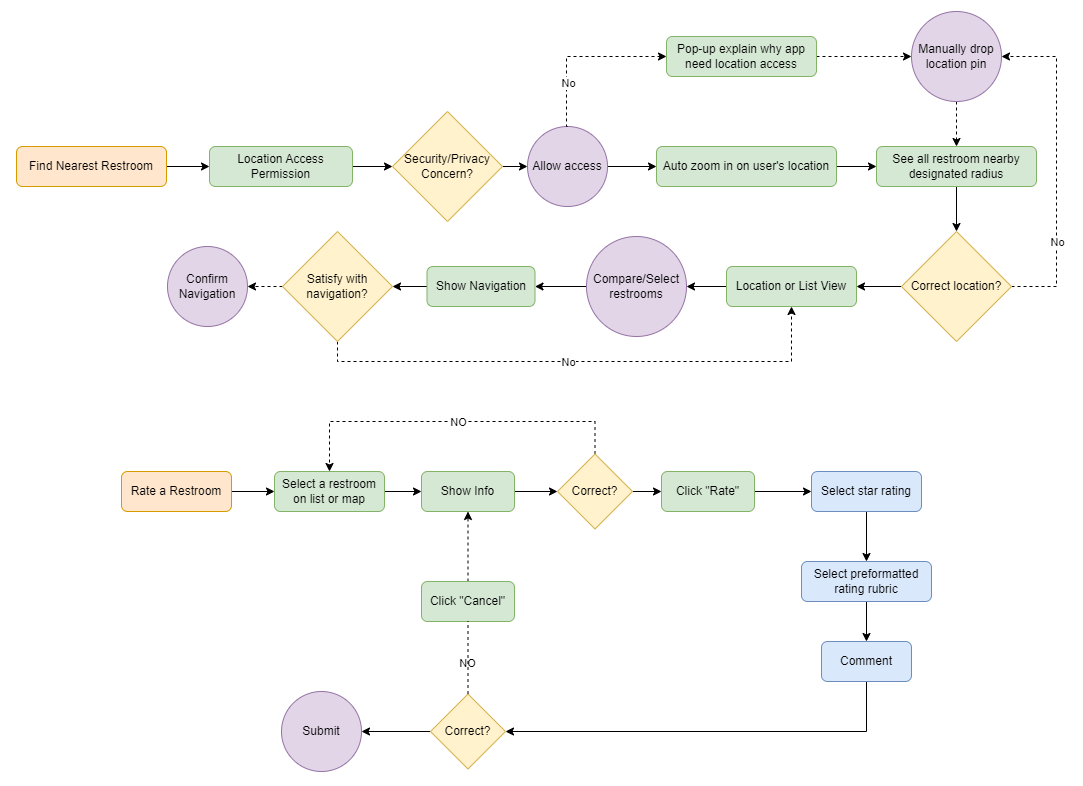 Pop-up explain why app
need location access
Manually drop
location pin
No
Find Nearest Restroom
Location Access
Permission
Security/Privacy
Concern?
Allow access
Auto zoom in on user's location
See all restroom nearby
designated radius
No
Confirm
Navigation
Satisfy with
navigation?
Show Navigation
Compare/Select
restrooms
Location or List View
Correct location?
No
NO
Rate a Restroom
Select a restroom
on list or map
Show Info
Correct?
Click "Rate"
Select star rating
Select preformatted
rating rubric
Click "Cancel"
Comment
NO
Submit
Correct?